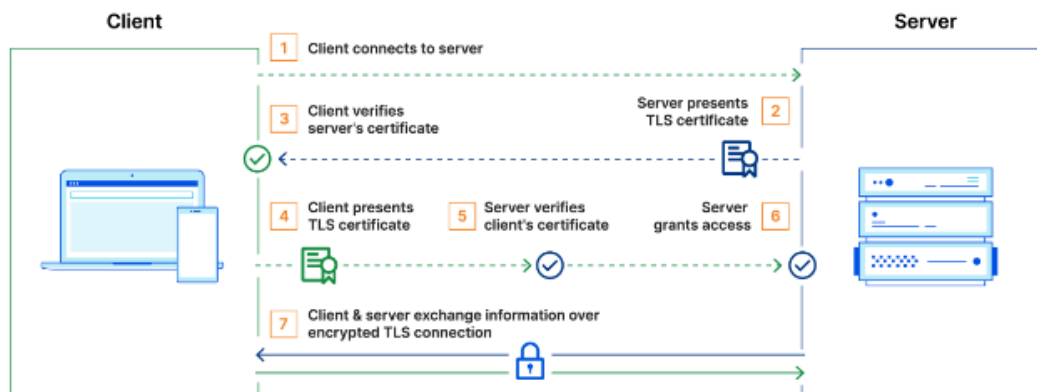 Client
Server
1
Client connects to server
3
Client verifies
server's certificate
Server presents
TLS certificate
2
4
Client presents
TLS certificate
5
Server verifies
client's certificate
Server
grants access
6
7
Client & server exchange information over
encrypted TLS connection